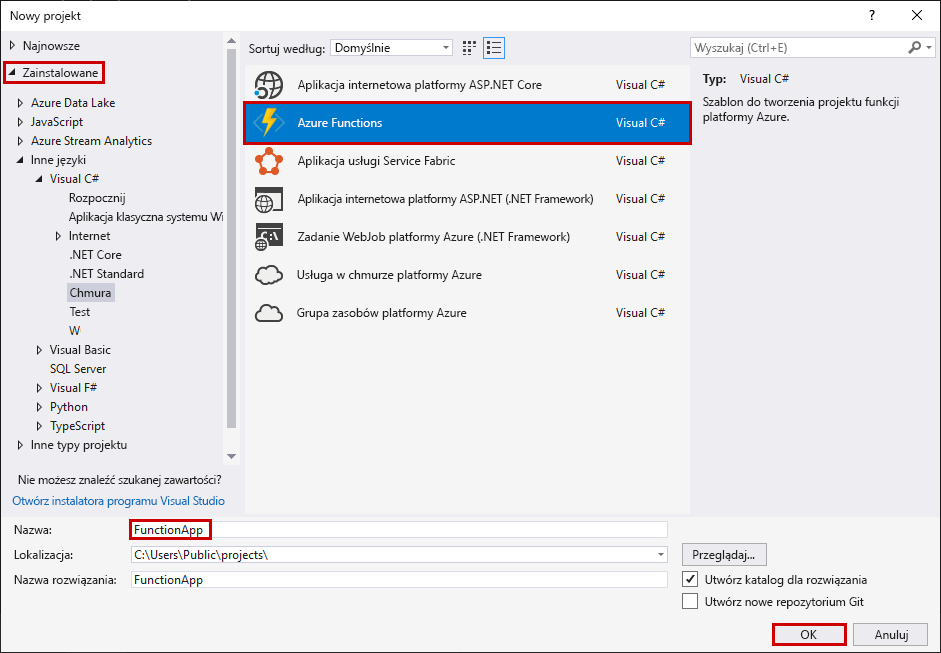 Nowy projekt
Najnowsze
Zainstalowane
Azure Data Lake
JavaScript
Azure Stream Analytics
Inne języki
Visual C#
Rozpocznij
Aplikacja klasyczna systemu Wi
Internet
.NET Core
.NET Standard
Chmura
Test
W
Visual Basic
SQL Server
Visual F#
Python
TypeScript
Inne typy projektu
Nie możesz znaleźć szukanej zawartości?
Otwórz instalatora programu Visual Studio
Sortuj według: Domyślnie
Aplikacja internetowa platformy ASP.NET Core Visual C#
Azure Functions Visual C#
Aplikacja usługi Service Fabric Visual C#
Aplikacja internetowa platformy ASP.NET (.NET Framework) Visual C#
Zadanie WebJob platformy Azure (.NET Framework) Visual C#
Usługa w chmurze platformy Azure Visual C#
Grupa zasobów platformy Azure Visual C#
Wyszukaj (Ctrl+E)
Typ: Visual C#
Szablon do tworzenia projektu funkcji
platformy Azure.
Nazwa: FunctionApp
Lokalizacja: C:\Users\Public\projects\
Przeglądaj...
Nazwa rozwiązania: FunctionApp
Utwórz katalog dla rozwiązania
Utwórz nowe repozytorium Git
OK
Anuluj